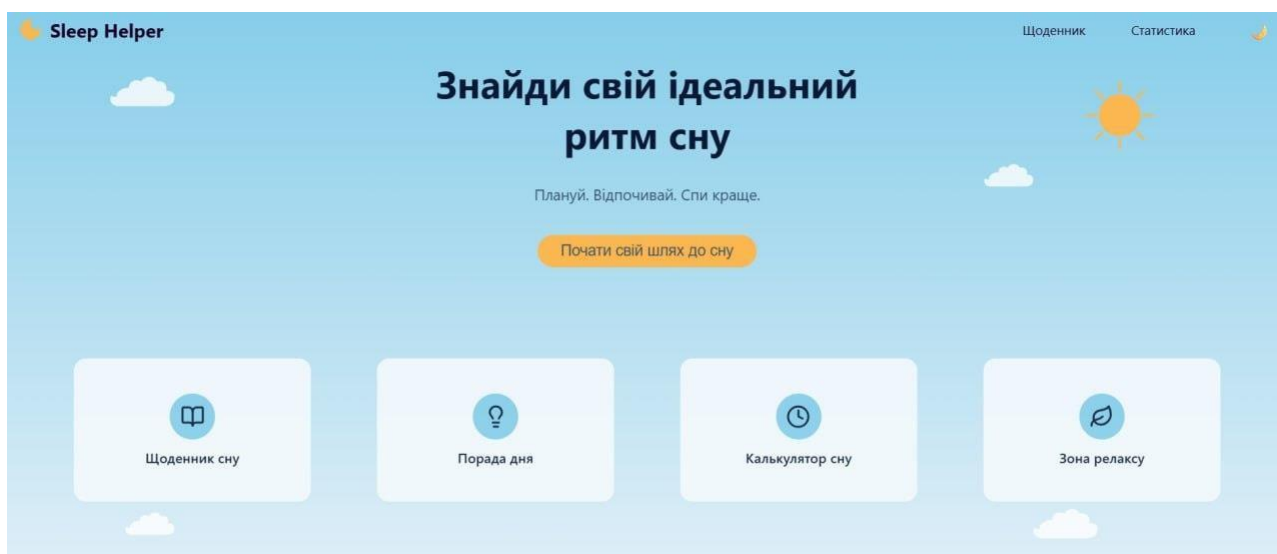 Sleep Helper
Щоденник
Статистика
Знайди свій ідеальний
ритм сну
Плануй. Відпочивай. Спи краще.
Почати свій шлях до сну
Щоденник сну
Порада дня
Калькулятор сну
Зона релаксу